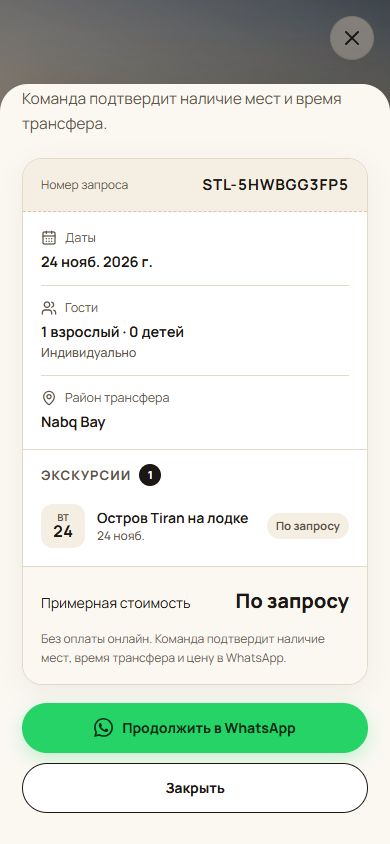 Команда подтвердит наличие мест и время
трансфера.
Номер запроса
STL-5HWBGG3FP5
Даты
24 нояб. 2026 г.
Гости
1 взрослый · 0 детей
Индивидуально
Район трансфера
Nabq Bay
ЭКСКУРСИИ 1
ВТ
24
Остров Tiran на лодке
24 нояб.
По запросу
Примерная стоимость
По запросу
Без оплаты онлайн. Команда подтвердит наличие
мест, время трансфера и цену в WhatsApp.
Продолжить в WhatsApp
Закрыть